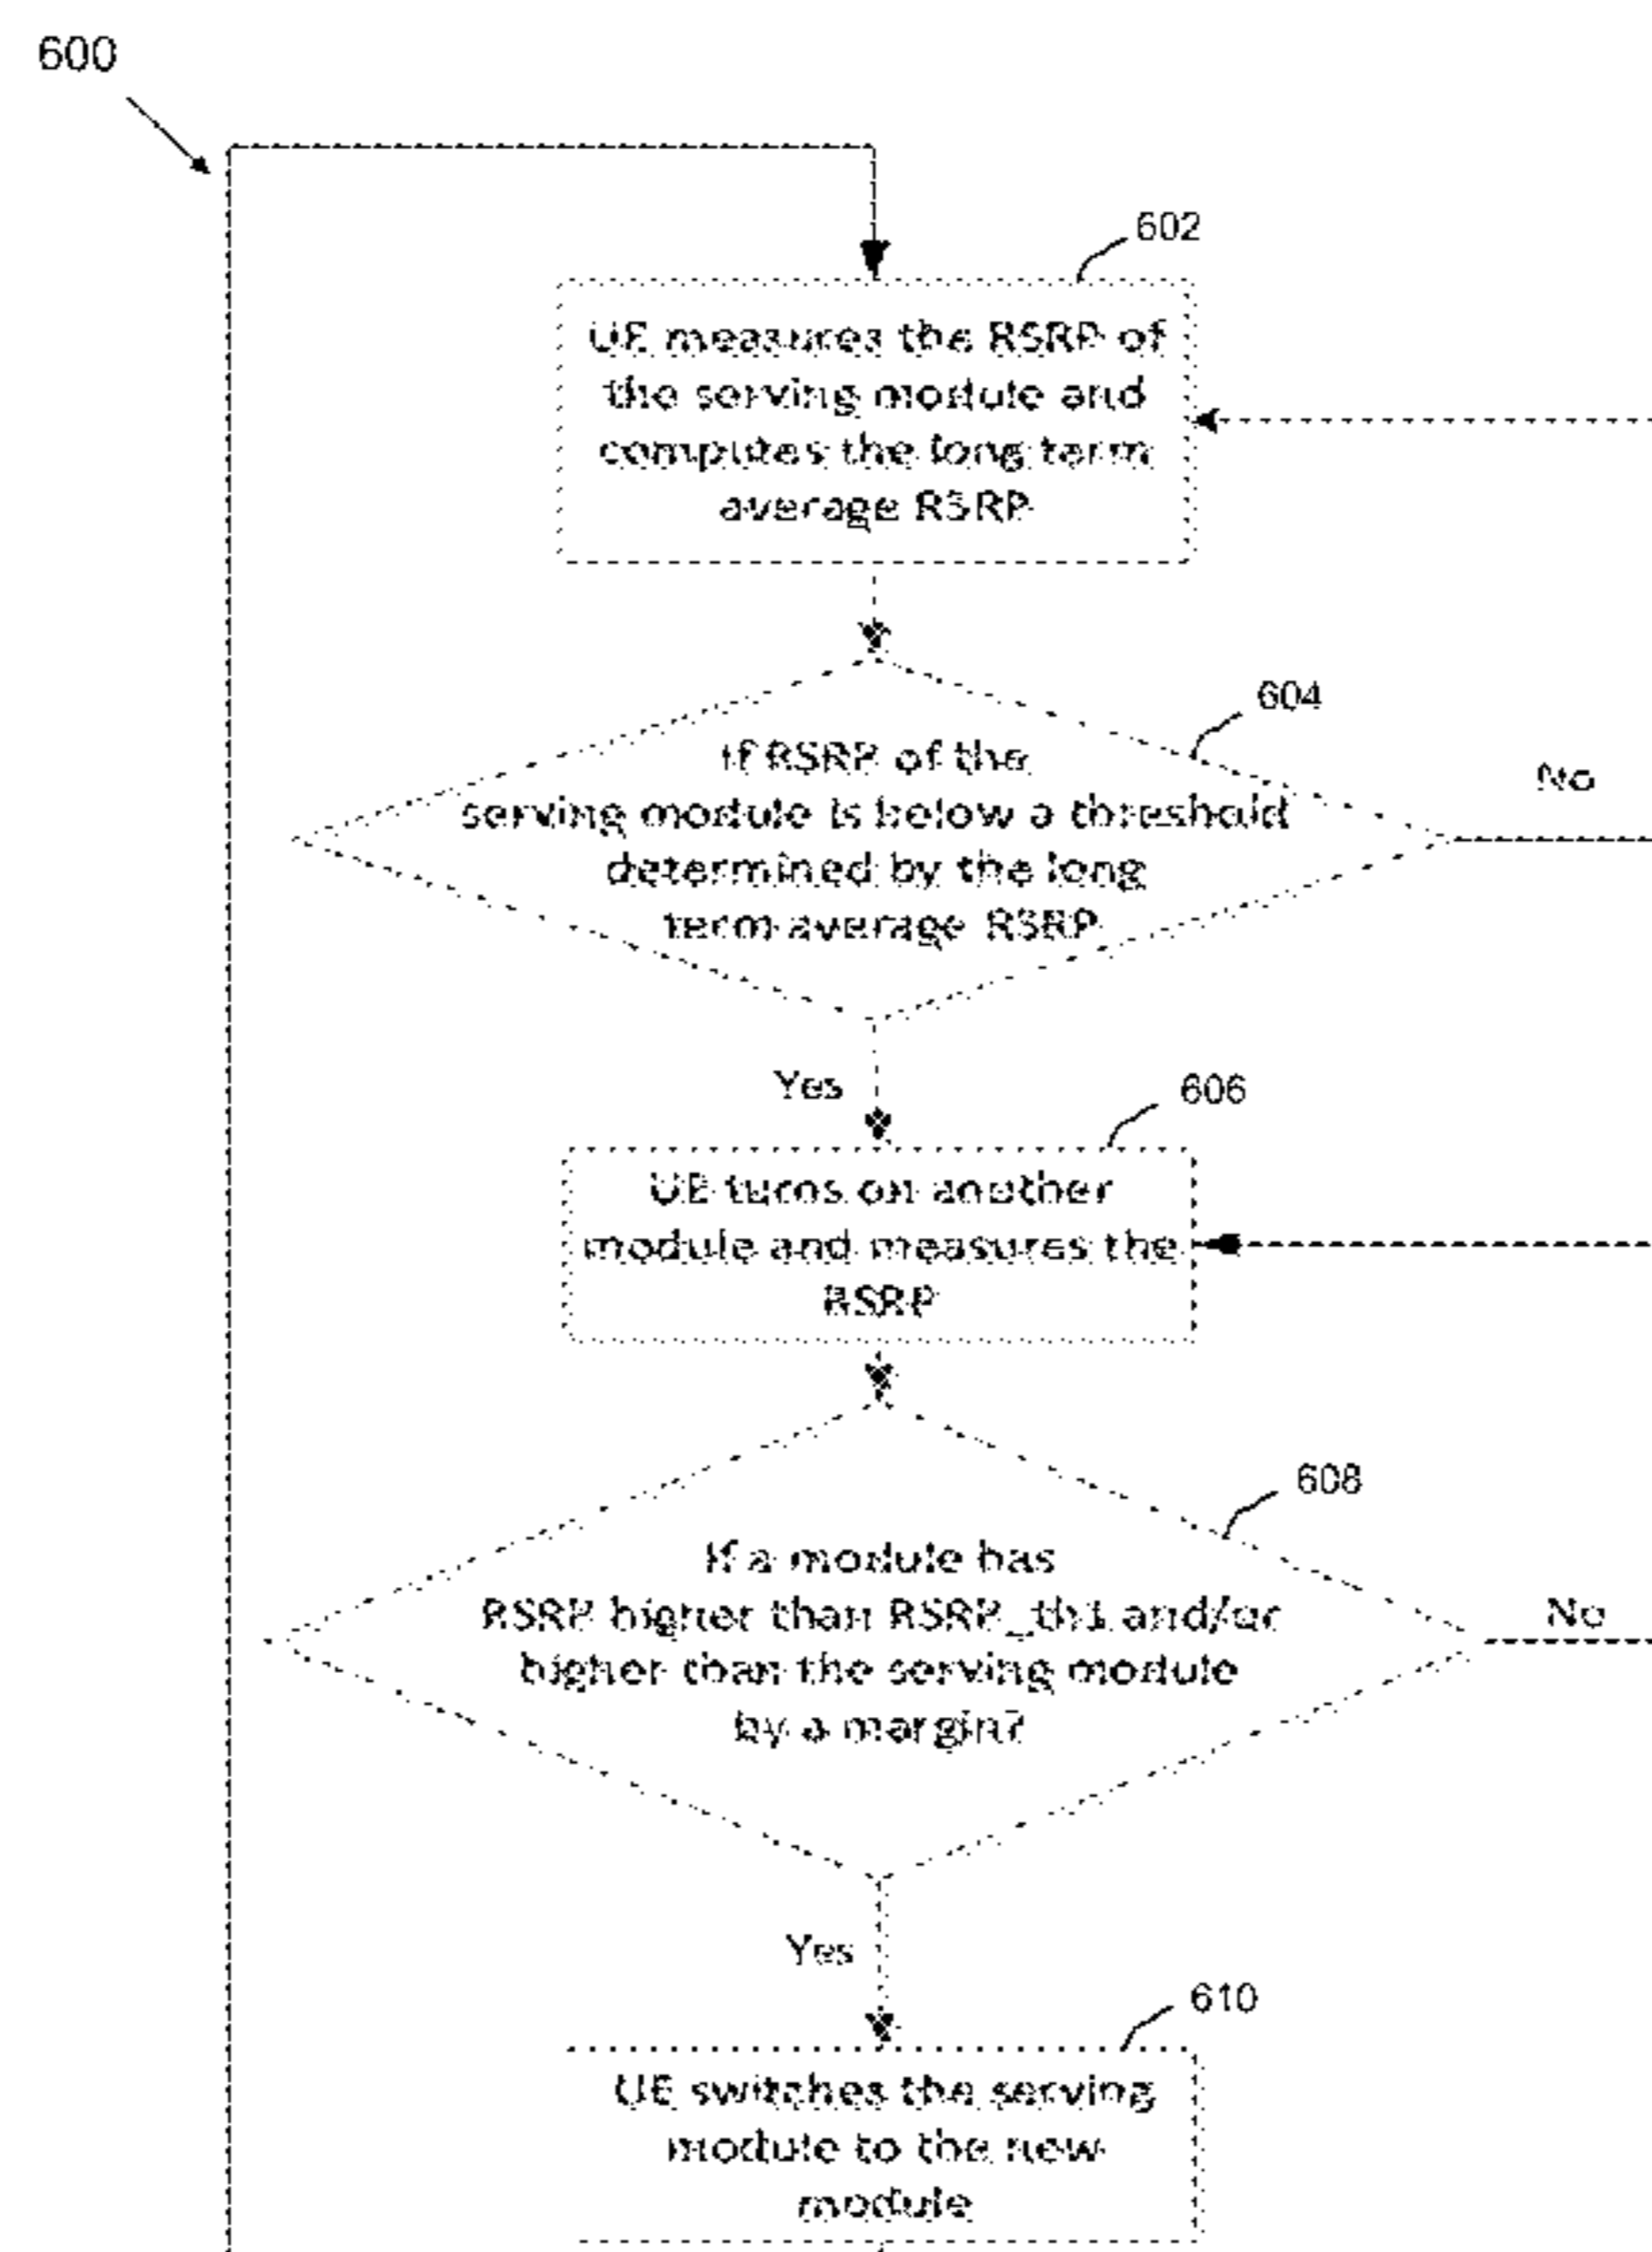 600
602
UE measures the RSRP of
the serving module and
computes the long term
average RSRP
604
If RSRP of the
serving module is below a threshold
determined by the long
term average RSRP
No
Yes
606
UE turns on another
module and measures the
RSRP
608
If a module has
RSRP higher than RSRP_th1 and/or
higher than the serving module
by a margin?
No
Yes
610
UE switches the serving
module to the new
module